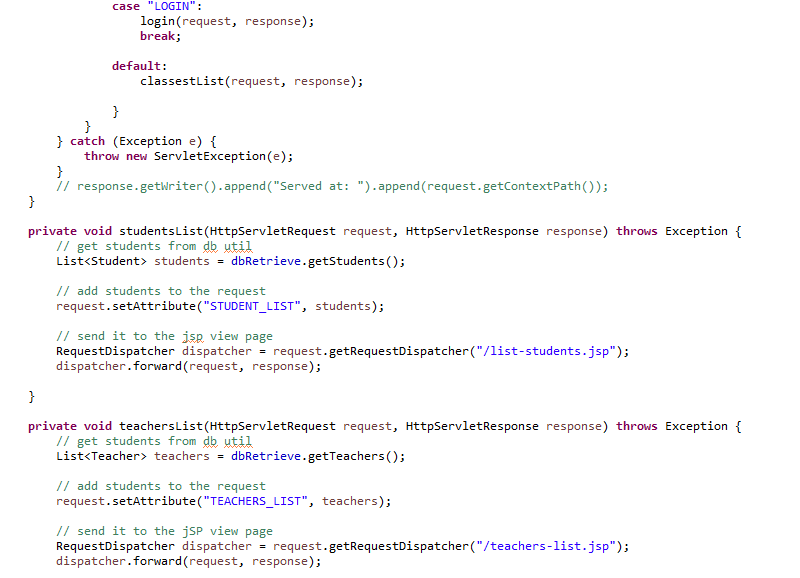 case "LOGIN":
login(request, response);
break;
default:
classestList(request, response);
}
}
} catch (Exception e) {
throw new ServletException(e);
}
// response.getWriter().append("Served at: ").append(request.getContextPath());
}
private void studentsList(HttpServletRequest request, HttpServletResponse response) throws Exception {
// get students from db util
List<Student> students = dbRetrieve.getStudents();
// add students to the request
request.setAttribute("STUDENT_LIST", students);
// send it to the jsp view page
RequestDispatcher dispatcher = request.getRequestDispatcher("/list-students.jsp");
dispatcher.forward(request, response);
}
private void teachersList(HttpServletRequest request, HttpServletResponse response) throws Exception {
// get students from db util
List<Teacher> teachers = dbRetrieve.getTeachers();
// add students to the request
request.setAttribute("TEACHERS_LIST", teachers);
// send it to the jSP view page
RequestDispatcher dispatcher = request.getRequestDispatcher("/teachers-list.jsp");
dispatcher.forward(request, response);